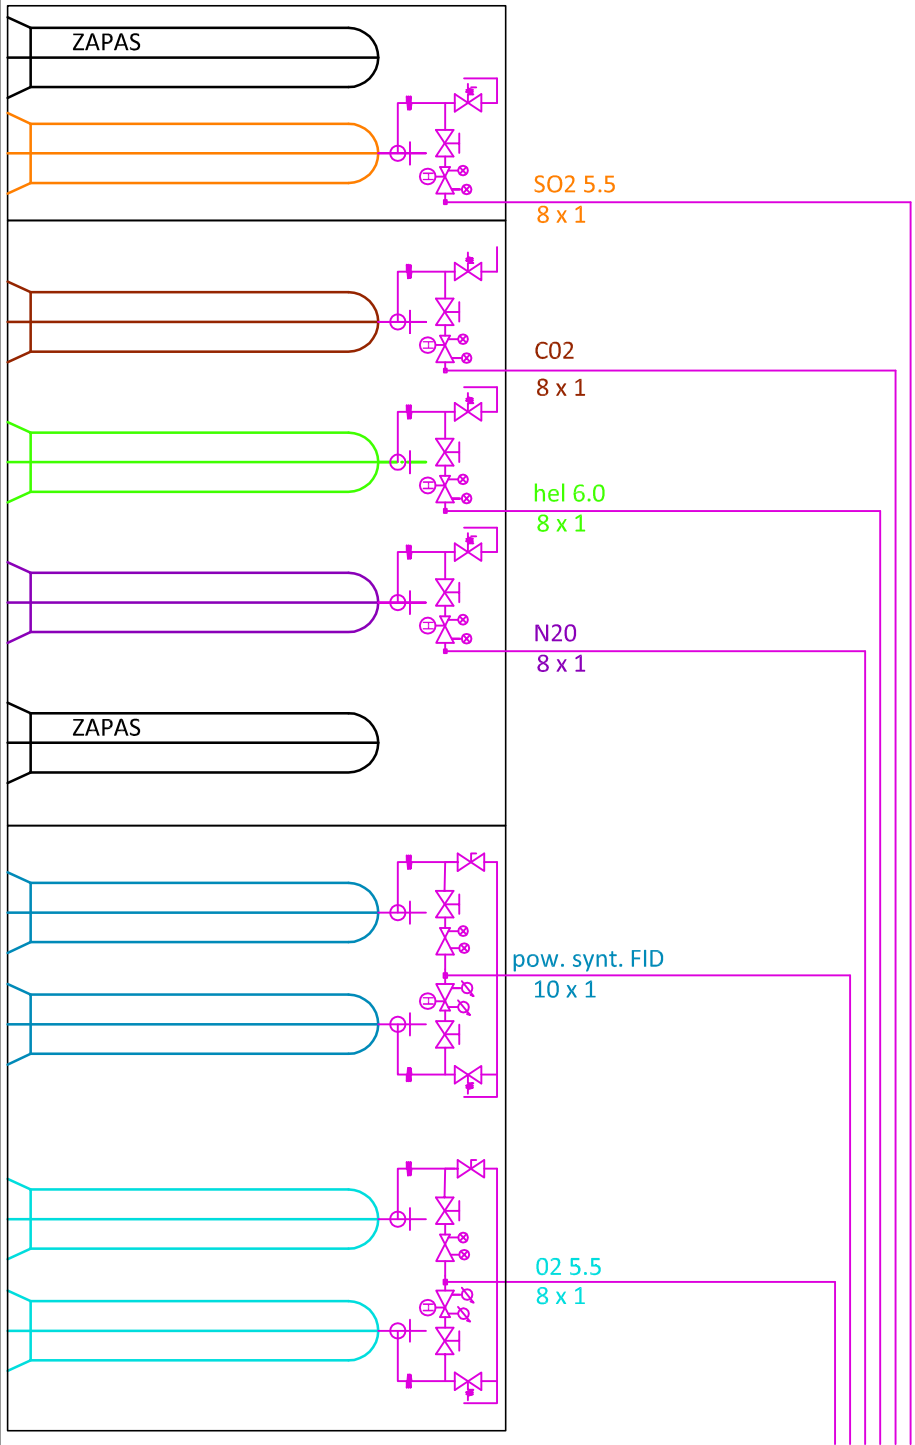 ZAPAS
SO2 5.5
8 x 1
C02
8 x 1
hel 6.0
8 x 1
N20
8 x 1
ZAPAS
pow. synt. FID
10 x 1
02 5.5
8 x 1
H
H
H
H
H
H